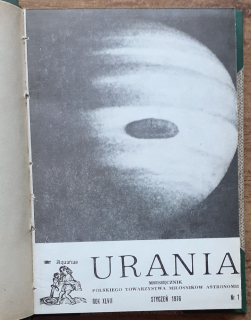 Aquarius
URANIA
MIESIĘCZNIK
POLSKIEGO TOWARZYSTWA MIŁOŚNIKÓW ASTRONOMII
ROK XLVII
STYCZEŃ 1976
Nr 1